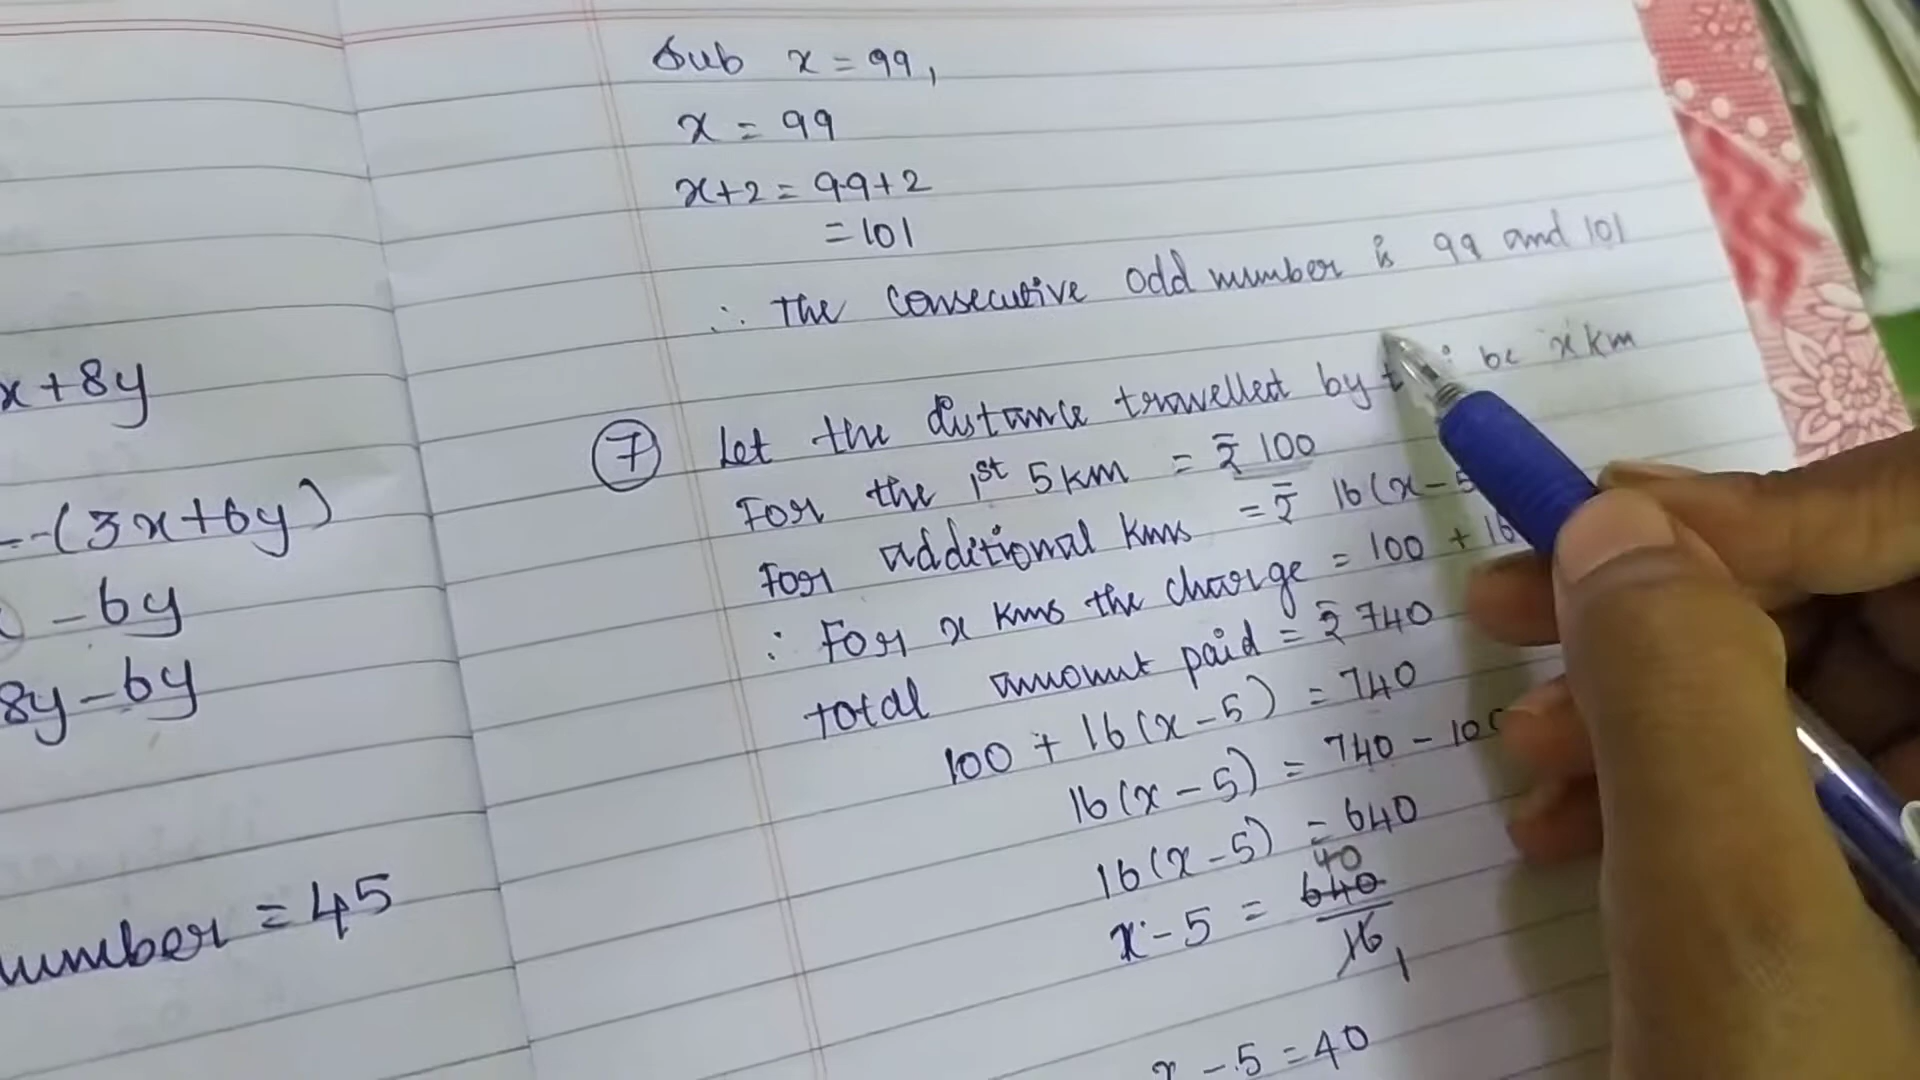 x+8y
-(3x+6y)
-6y
8y-6y
number = 45
Sub x = 99,
x = 99
x+2 = 99+2
= 101
∴ The consecutive odd number is 99 and 101
⑦ Let the distance travelled by be x km
For the 1st 5km = ₹ 100
For additional kms = ₹ 16(x-5
∴ For x kms the charge = 100 + 16
total amount paid = ₹ 740
100 + 16(x-5) = 740
16(x-5) = 740 - 100
16(x-5) = 640
40
x-5 = 640/16 1
x-5 = 40